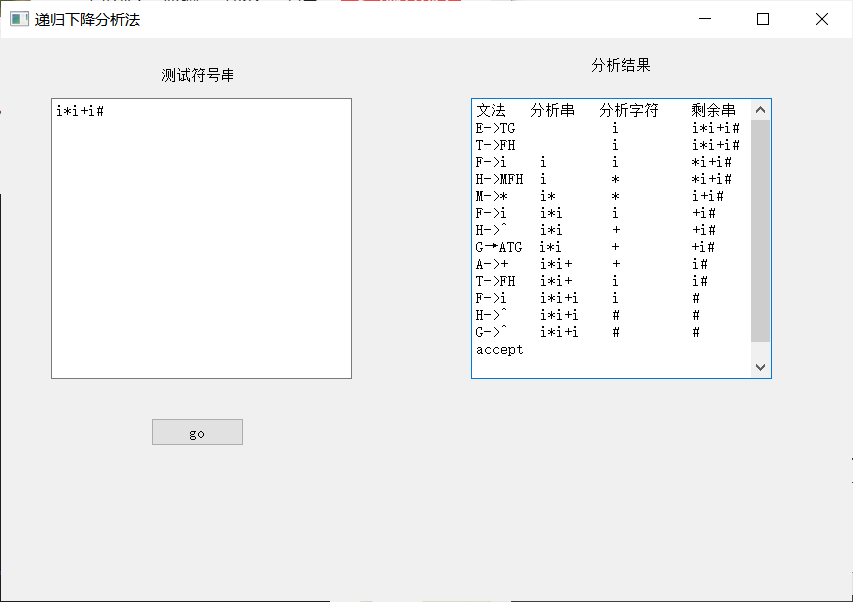 递归下降分析法
测试符号串
分析结果
i*i+i#
文法 分析串 分析字符 剩余串
E->TG i i*i+i#
T->FH i i*i+i#
F->i i i *i+i#
H->MFH i * *i+i#
M->* i* * i+i#
F->i i*i i +i#
H->^ i*i + +i#
G→ATG i*i + +i#
A->+ i*i+ + i#
T->FH i*i+ i i#
F->i i*i+i i #
H->^ i*i+i # #
G->^ i*i+i # #
accept
go